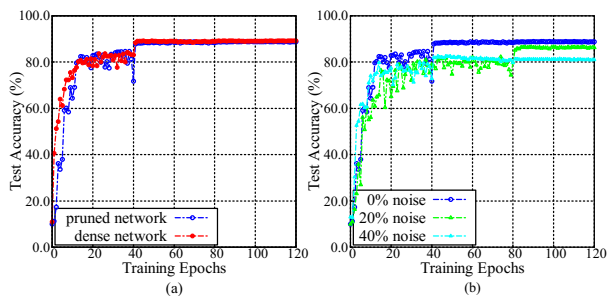 100.0
80.0
60.0
40.0
20.0
0.0
Test Accuracy (%)
pruned network
dense network
0 20 40 60 80 100 120
Training Epochs
(a)
100.0
80.0
60.0
40.0
20.0
0.0
Test Accuracy (%)
0% noise
20% noise
40% noise
0 20 40 60 80 100 120
Training Epochs
(b)